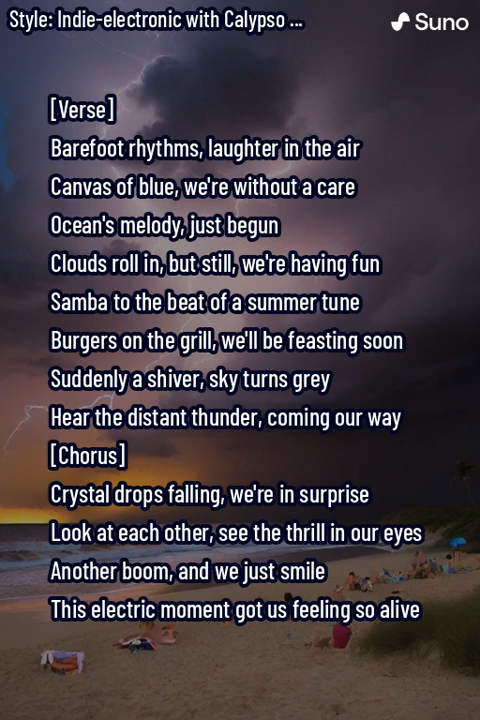 Style: Indie-electronic with Calypso ...
Suno
[Verse]
Barefoot rhythms, laughter in the air
Canvas of blue, we're without a care
Ocean's melody, just begun
Clouds roll in, but still, we're having fun
Samba to the beat of a summer tune
Burgers on the grill, we'll be feasting soon
Suddenly a shiver, sky turns grey
Hear the distant thunder, coming our way
[Chorus]
Crystal drops falling, we're in surprise
Look at each other, see the thrill in our eyes
Another boom, and we just smile
This electric moment got us feeling so alive